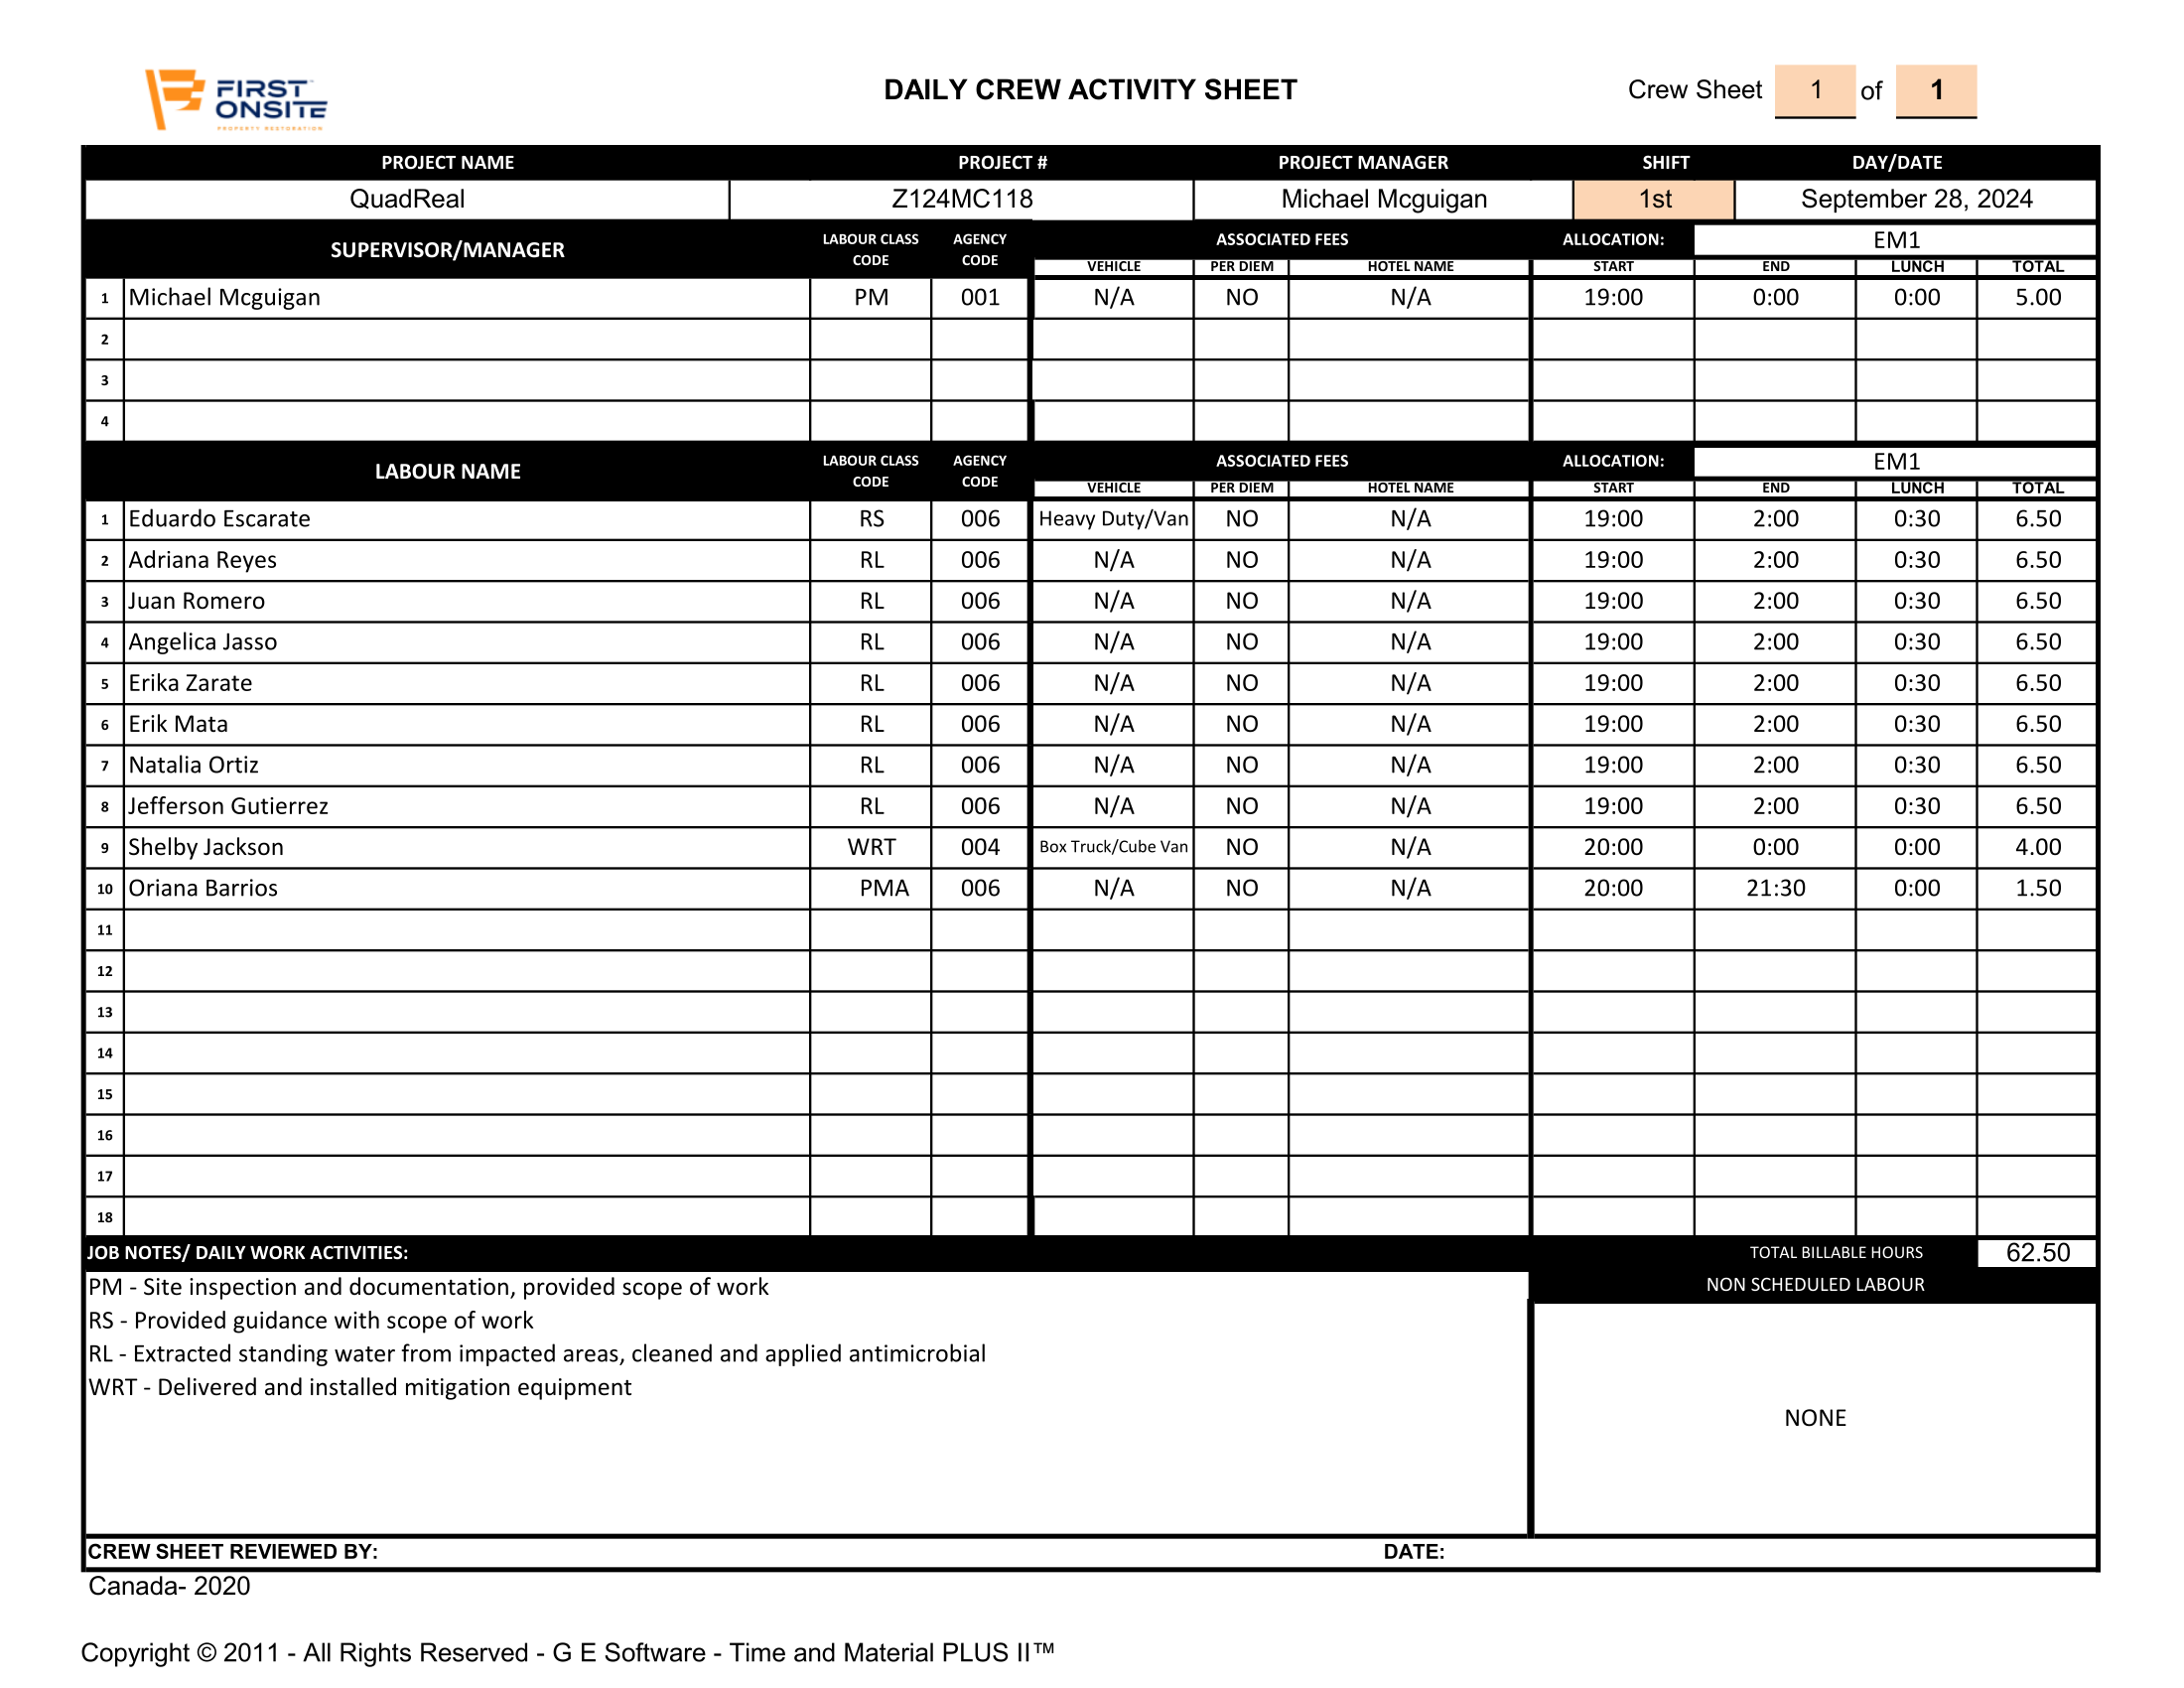 FIRST ONSITE
PROPERTY RESTORATION
DAILY CREW ACTIVITY SHEET
Crew Sheet 1 of 1
PROJECT NAME PROJECT # PROJECT MANAGER SHIFT DAY/DATE
QuadReal Z124MC118 Michael Mcguigan 1st September 28, 2024
SUPERVISOR/MANAGER LABOUR CLASS CODE AGENCY CODE ASSOCIATED FEES ALLOCATION: EM1
VEHICLE PER DIEM HOTEL NAME START END LUNCH TOTAL
1 Michael Mcguigan PM 001 N/A NO N/A 19:00 0:00 0:00 5.00
2
3
4
LABOUR NAME LABOUR CLASS CODE AGENCY CODE ASSOCIATED FEES ALLOCATION: EM1
VEHICLE PER DIEM HOTEL NAME START END LUNCH TOTAL
1 Eduardo Escarate RS 006 Heavy Duty/Van NO N/A 19:00 2:00 0:30 6.50
2 Adriana Reyes RL 006 N/A NO N/A 19:00 2:00 0:30 6.50
3 Juan Romero RL 006 N/A NO N/A 19:00 2:00 0:30 6.50
4 Angelica Jasso RL 006 N/A NO N/A 19:00 2:00 0:30 6.50
5 Erika Zarate RL 006 N/A NO N/A 19:00 2:00 0:30 6.50
6 Erik Mata RL 006 N/A NO N/A 19:00 2:00 0:30 6.50
7 Natalia Ortiz RL 006 N/A NO N/A 19:00 2:00 0:30 6.50
8 Jefferson Gutierrez RL 006 N/A NO N/A 19:00 2:00 0:30 6.50
9 Shelby Jackson WRT 004 Box Truck/Cube Van NO N/A 20:00 0:00 0:00 4.00
10 Oriana Barrios PMA 006 N/A NO N/A 20:00 21:30 0:00 1.50
11
12
13
14
15
16
17
18
JOB NOTES/ DAILY WORK ACTIVITIES: TOTAL BILLABLE HOURS 62.50
PM - Site inspection and documentation, provided scope of work NON SCHEDULED LABOUR
RS - Provided guidance with scope of work
RL - Extracted standing water from impacted areas, cleaned and applied antimicrobial
WRT - Delivered and installed mitigation equipment
NONE
CREW SHEET REVIEWED BY: DATE:
Canada- 2020
Copyright © 2011 - All Rights Reserved - G E Software - Time and Material PLUS II™